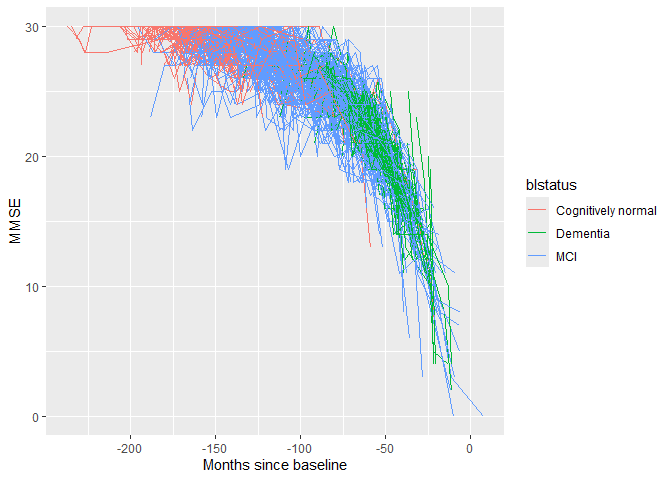 30
20
10
0
MMSE
-200
-150
-100
-50
0
Months since baseline
blstatus
Cognitively normal
Dementia
MCI